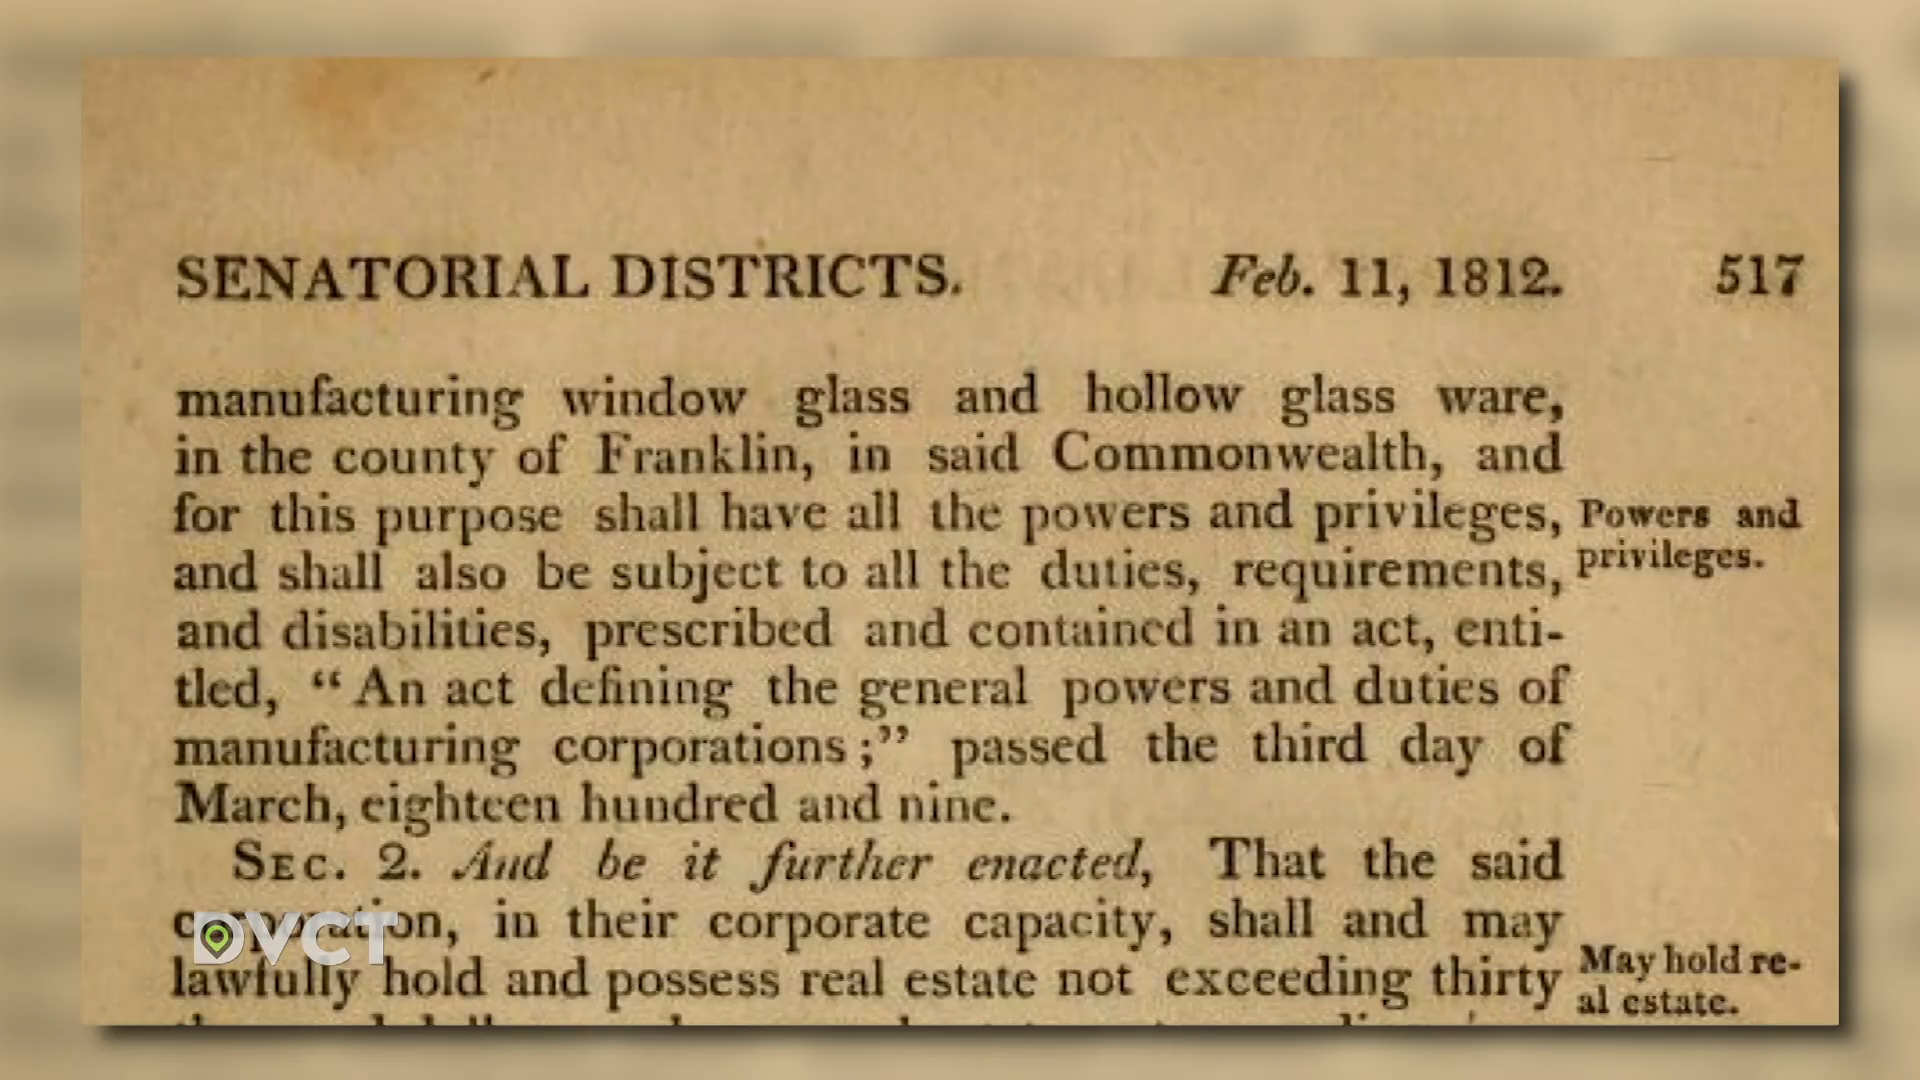 SENATORIAL DISTRICTS. Feb. 11, 1812. 517
manufacturing window glass and hollow glass ware,
in the county of Franklin, in said Commonwealth, and
for this purpose shall have all the powers and privileges,
Powers and
privileges.
and shall also be subject to all the duties, requirements,
and disabilities, prescribed and contained in an act, enti-
tled, “An act defining the general powers and duties of
manufacturing corporations;” passed the third day of
March, eighteen hundred and nine.
SEC. 2. And be it further enacted, That the said
corporation, in their corporate capacity, shall and may
lawfully hold and possess real estate not exceeding thirty
May hold re-
al estate.
DVCT